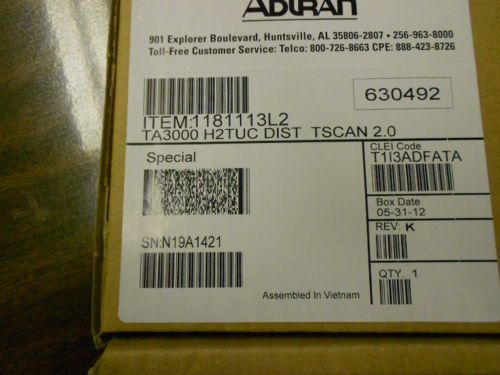 ADTRAN
901 Explorer Boulevard, Huntsville, AL 35806-2807 • 256-963-8000
Toll-Free Customer Service: Telco: 800-726-8663 CPE: 888-423-8726
630492
ITEM:1181113L2
TA3000 H2TUC DIST TSCAN 2.0
Special
CLEI Code
T1I3ADFATA
Box Date
05-31-12
REV: K
SN:N19A1421
QTY. 1
Assembled In Vietnam